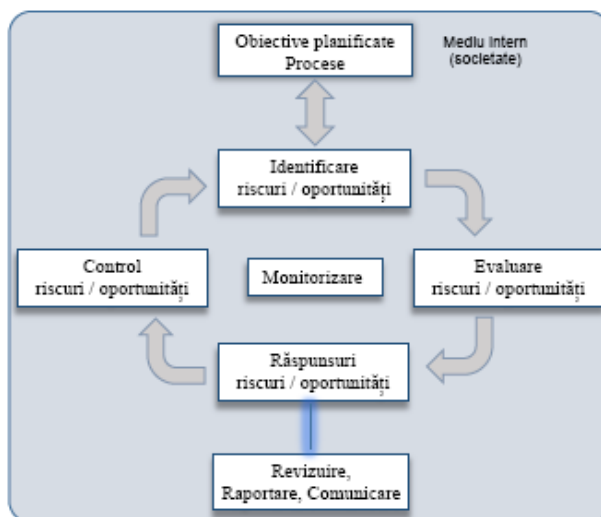 Obiective planificate
Procese
Mediu intern
(societate)
Identificare
riscuri / oportunități
Control
riscuri / oportunități
Monitorizare
Evaluare
riscuri / oportunități
Răspunsuri
riscuri / oportunități
Revizuire,
Raportare, Comunicare